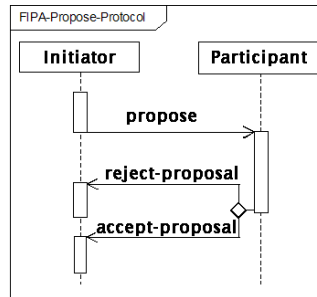 FIPA-Propose-Protocol
Initiator
Participant
propose
reject-proposal
accept-proposal